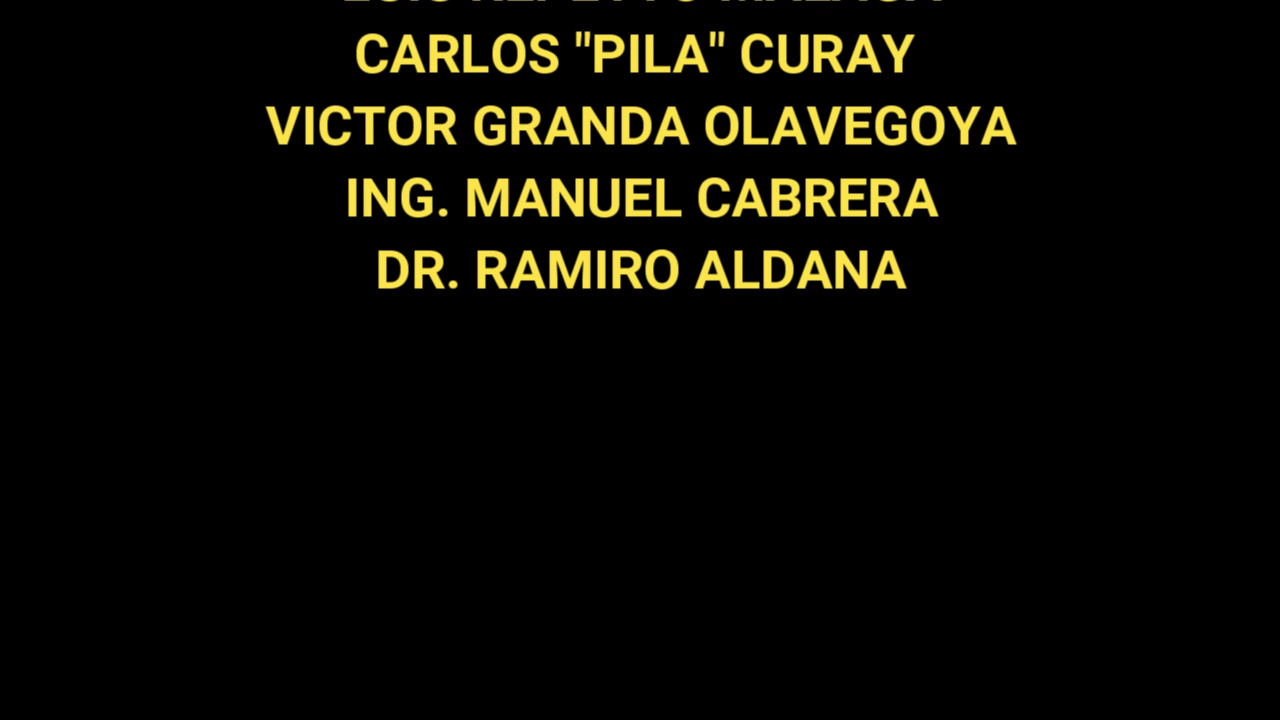 CARLOS "PILA" CURAY
VICTOR GRANDA OLAVEGOYA
ING. MANUEL CABRERA
DR. RAMIRO ALDANA